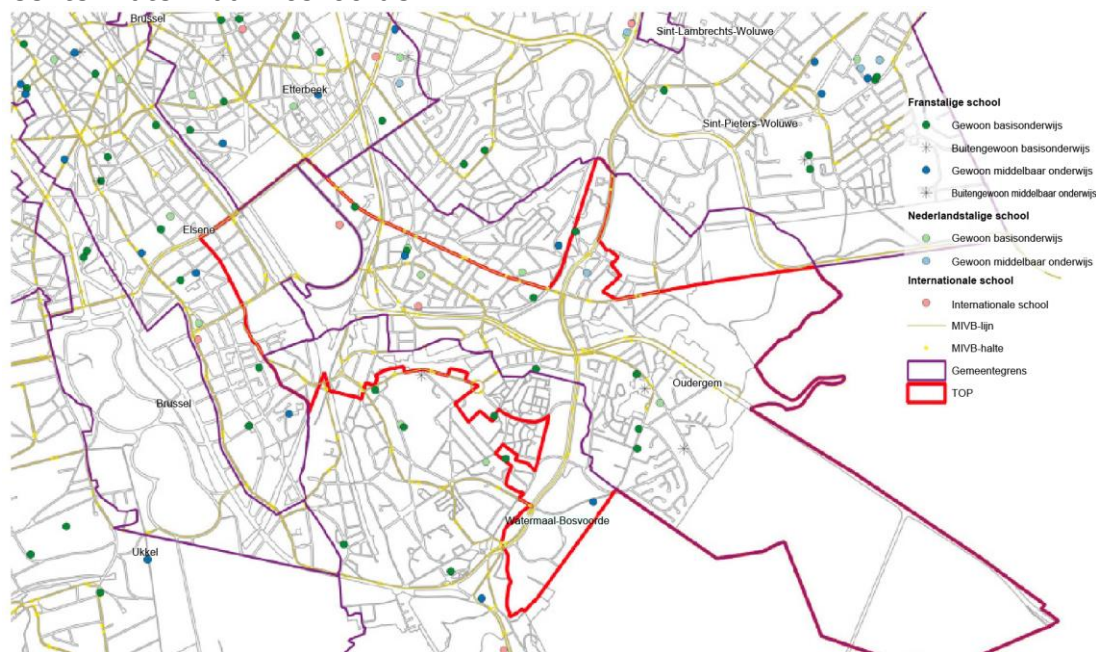 Brussel
Sint-Lambrechts-Woluwe
Etterbeek
Sint-Pieters-Woluwe
Elsene
Oudergem
Brussel
Watermaal-Bosvoorde
Ukkel
Franstalige school
Gewoon basisonderwijs
Buitengewoon basisonderwijs
Gewoon middelbaar onderwijs
Buitengewoon middelbaar onderwijs
Nederlandstalige school
Gewoon basisonderwijs
Gewoon middelbaar onderwijs
Internationale school
Internationale school
MIVB-lijn
MIVB-halte
Gemeentegrens
TOP